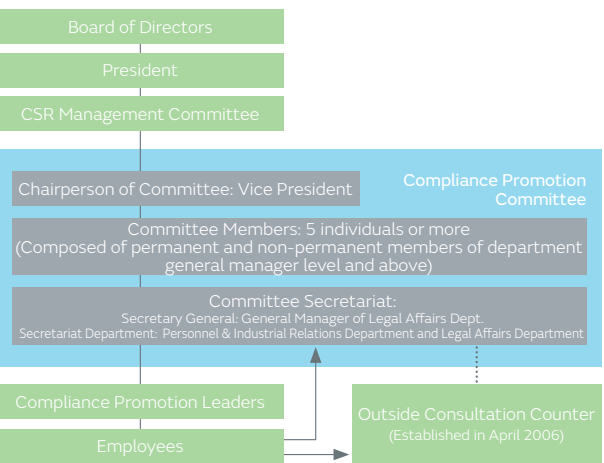 Board of Directors
President
CSR Management Committee
Compliance Promotion
Committee
Chairperson of Committee: Vice President
Committee Members: 5 individuals or more
(Composed of permanent and non-permanent members of department
general manager level and above)
Committee Secretariat:
Secretary General: General Manager of Legal Affairs Dept.
Secretariat Department: Personnel & Industrial Relations Department and Legal Affairs Department
Compliance Promotion Leaders
Employees
Outside Consultation Counter
(Established in April 2006)